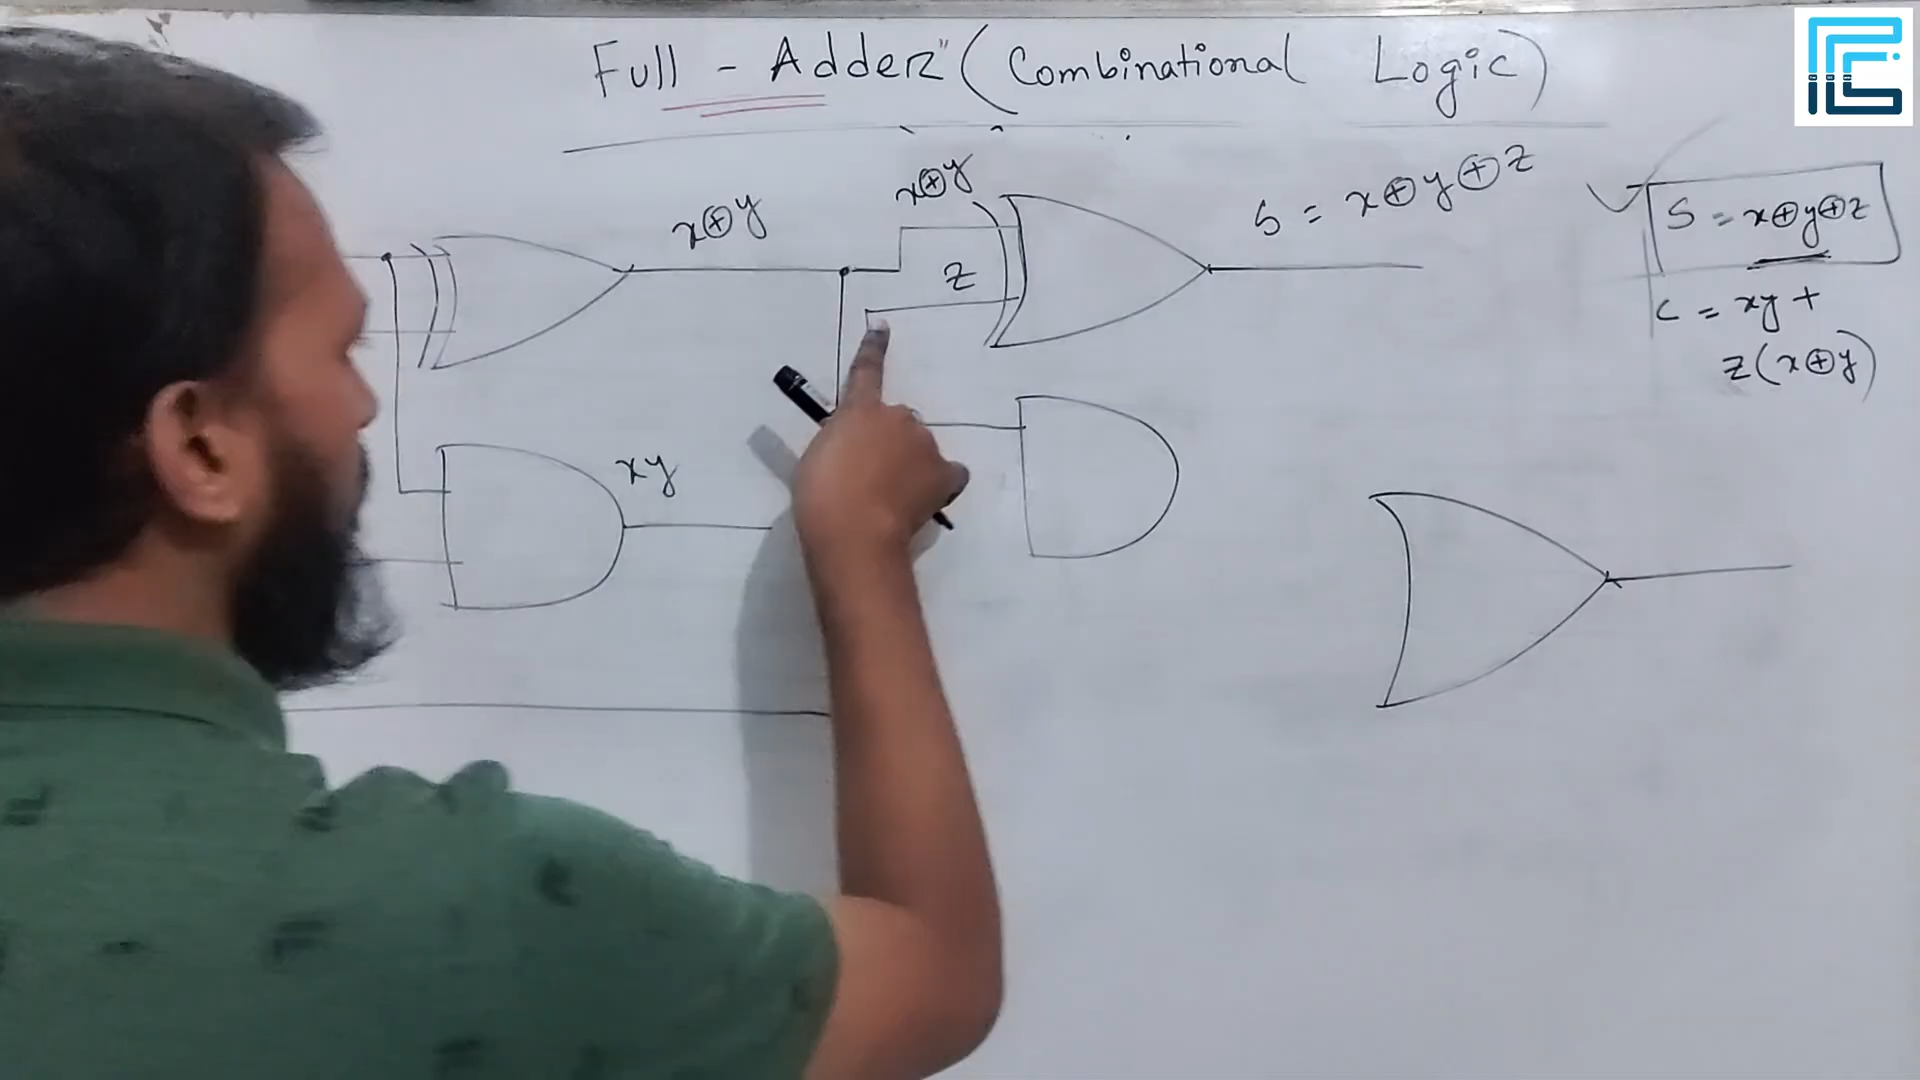 Full - Adder" (Combinational Logic)
x⊕y
x⊕y
S = x⊕y⊕z
S = x⊕y⊕z
z
C = xy +
z(x⊕y)
xy